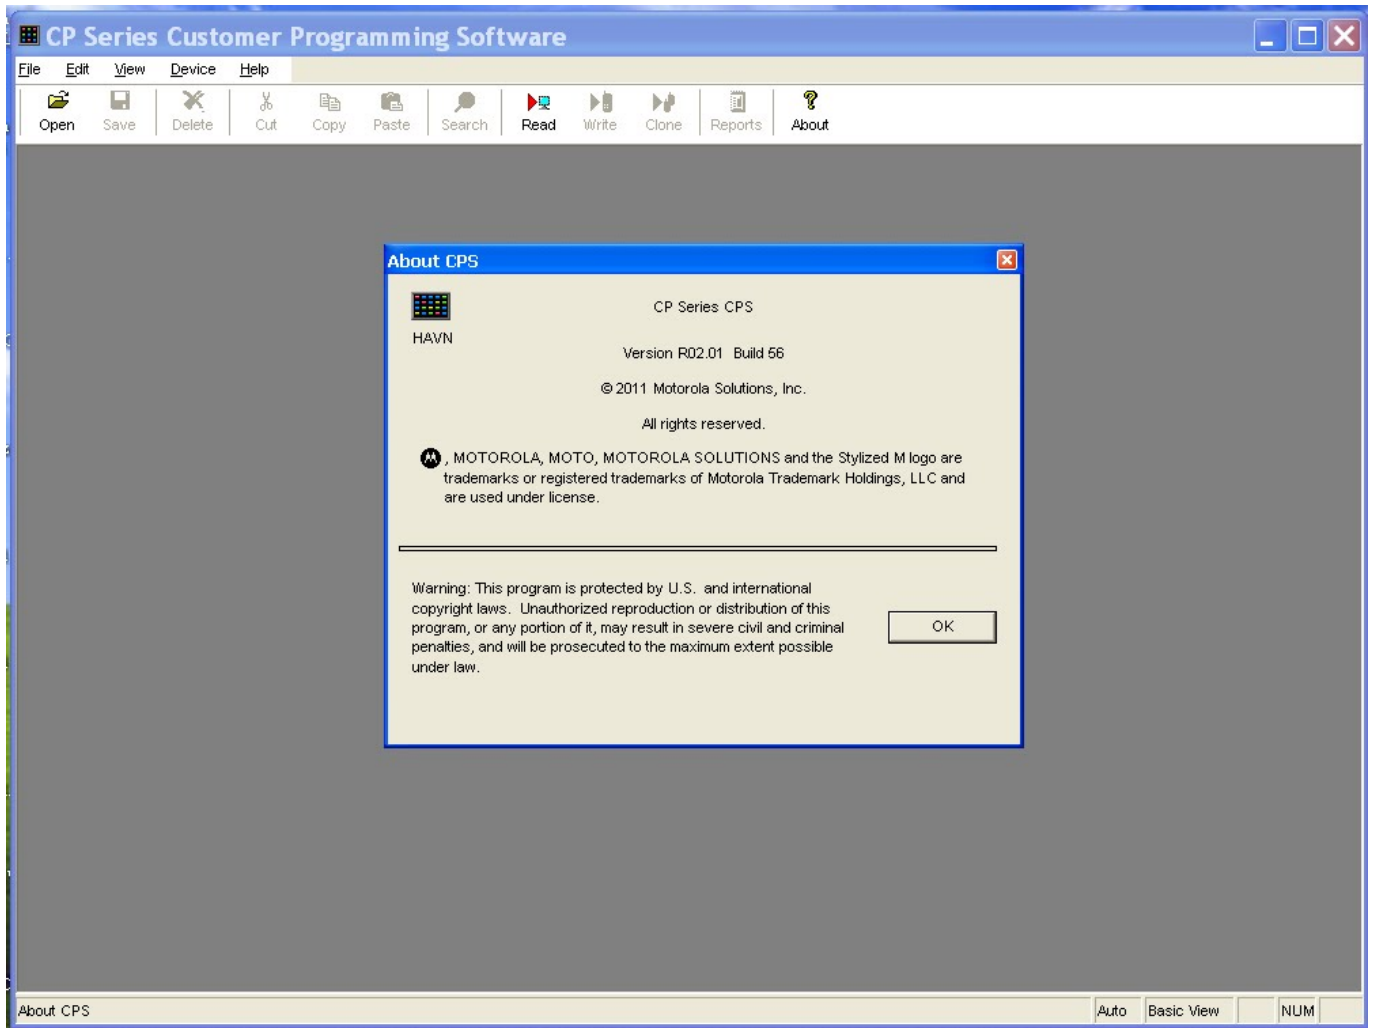 CP Series Customer Programming Software
File Edit View Device Help
Open Save Delete Cut Copy Paste Search Read Write Clone Reports About
About CPS
HAVN
CP Series CPS
Version R02.01 Build 56
© 2011 Motorola Solutions, Inc.
All rights reserved.
, MOTOROLA, MOTO, MOTOROLA SOLUTIONS and the Stylized M logo are
trademarks or registered trademarks of Motorola Trademark Holdings, LLC and
are used under license.
Warning: This program is protected by U.S. and international
copyright laws. Unauthorized reproduction or distribution of this
program, or any portion of it, may result in severe civil and criminal
penalties, and will be prosecuted to the maximum extent possible
under law.
OK
About CPS Auto Basic View NUM